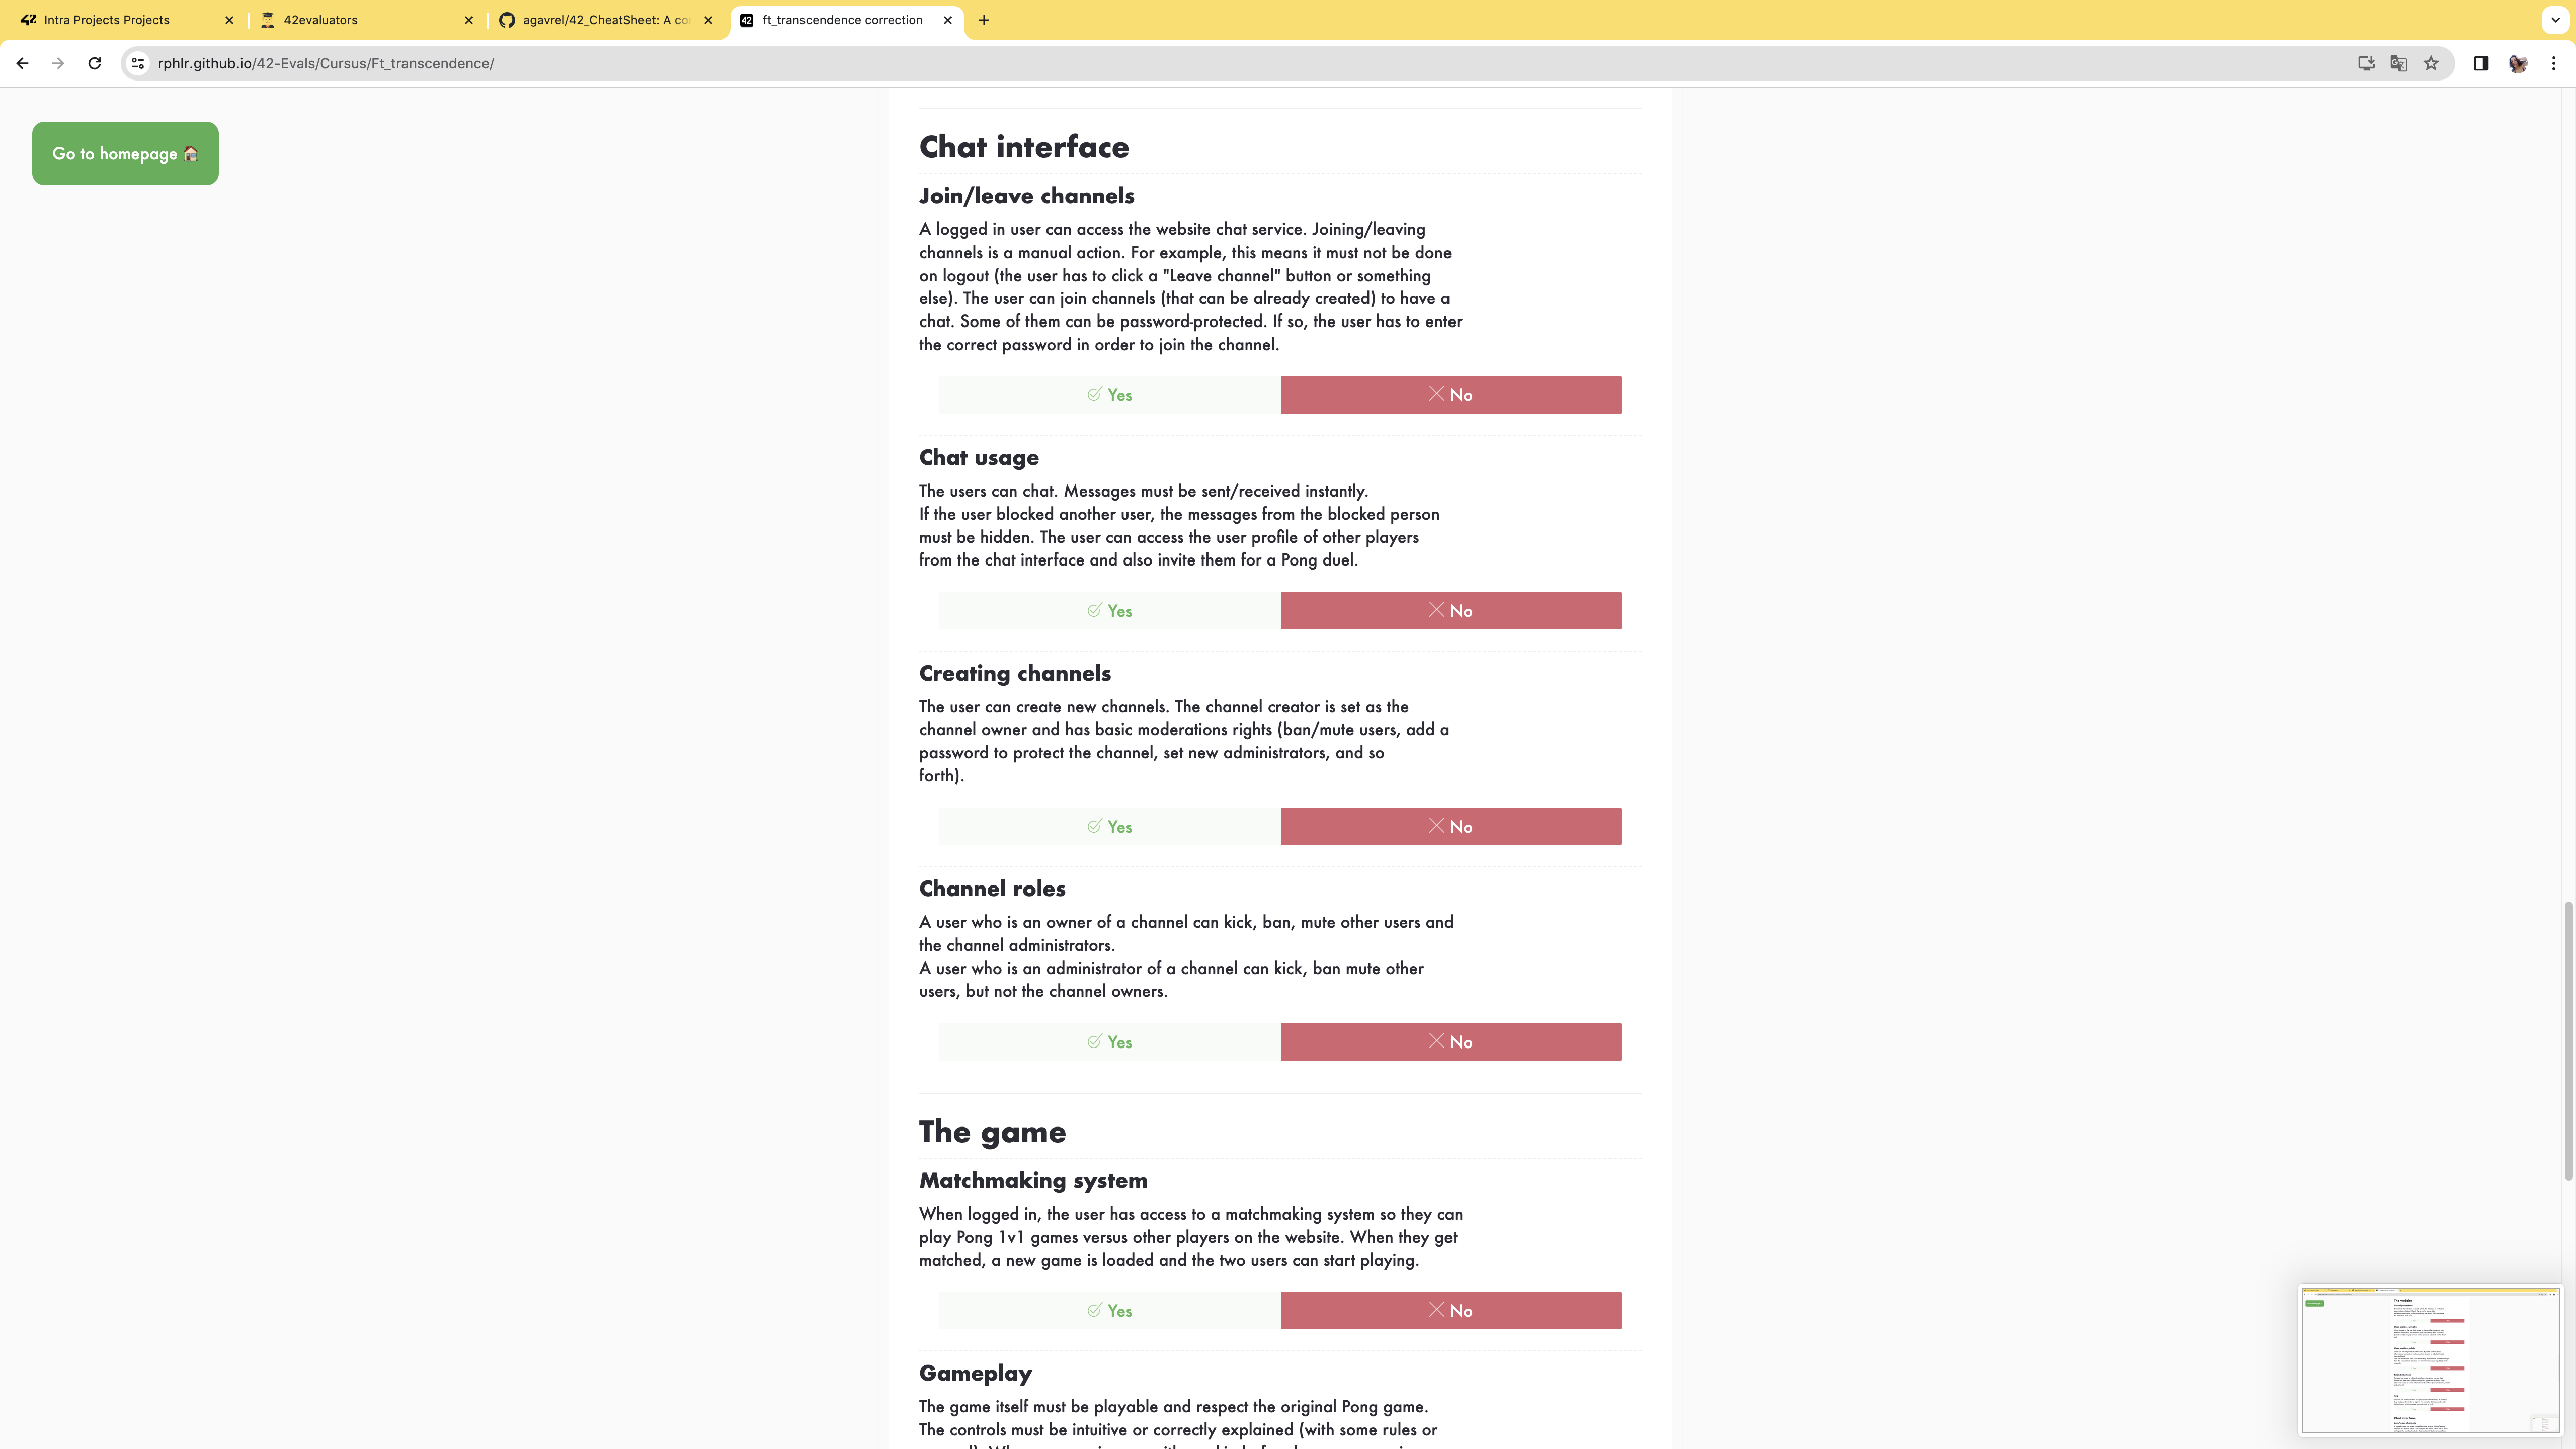 Intra Projects Projects
42evaluators
agavrel/42_CheatSheet: A co
ft_transcendence correction
rphlr.github.io/42-Evals/Cursus/Ft_transcendence/
Go to homepage
Chat interface
Join/leave channels
A logged in user can access the website chat service. Joining/leaving
channels is a manual action. For example, this means it must not be done
on logout (the user has to click a "Leave channel" button or something
else). The user can join channels (that can be already created) to have a
chat. Some of them can be password-protected. If so, the user has to enter
the correct password in order to join the channel.
Yes
No
Chat usage
The users can chat. Messages must be sent/received instantly.
If the user blocked another user, the messages from the blocked person
must be hidden. The user can access the user profile of other players
from the chat interface and also invite them for a Pong duel.
Yes
No
Creating channels
The user can create new channels. The channel creator is set as the
channel owner and has basic moderations rights (ban/mute users, add a
password to protect the channel, set new administrators, and so
forth).
Yes
No
Channel roles
A user who is an owner of a channel can kick, ban, mute other users and
the channel administrators.
A user who is an administrator of a channel can kick, ban mute other
users, but not the channel owners.
Yes
No
The game
Matchmaking system
When logged in, the user has access to a matchmaking system so they can
play Pong 1v1 games versus other players on the website. When they get
matched, a new game is loaded and the two users can start playing.
Yes
No
Gameplay
The game itself must be playable and respect the original Pong game.
The controls must be intuitive or correctly explained (with some rules or